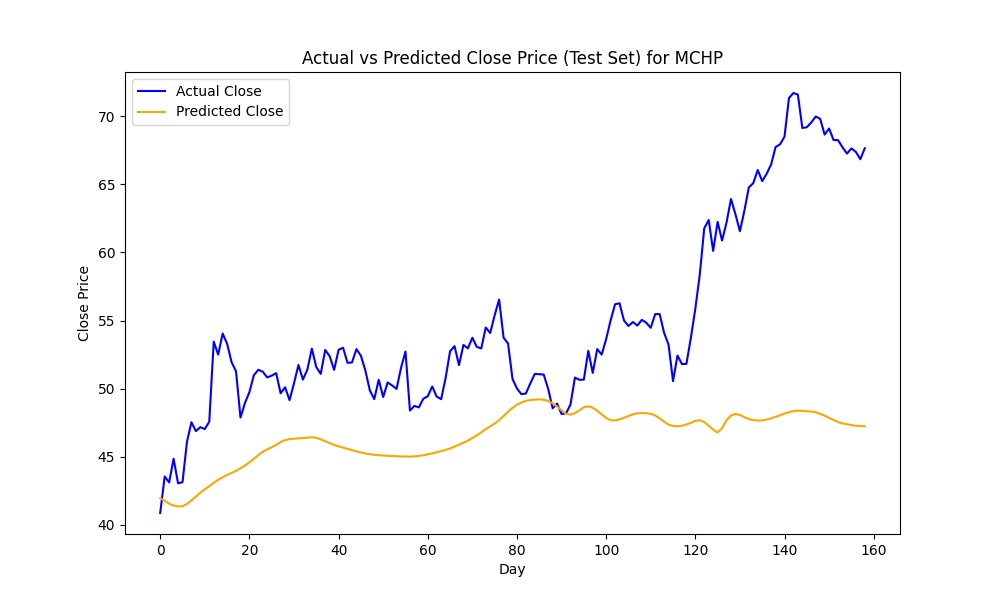 Actual vs Predicted Close Price (Test Set) for MCHP
Actual Close
Predicted Close
Close Price
70
65
60
55
50
45
40
0 20 40 60 80 100 120 140 160
Day